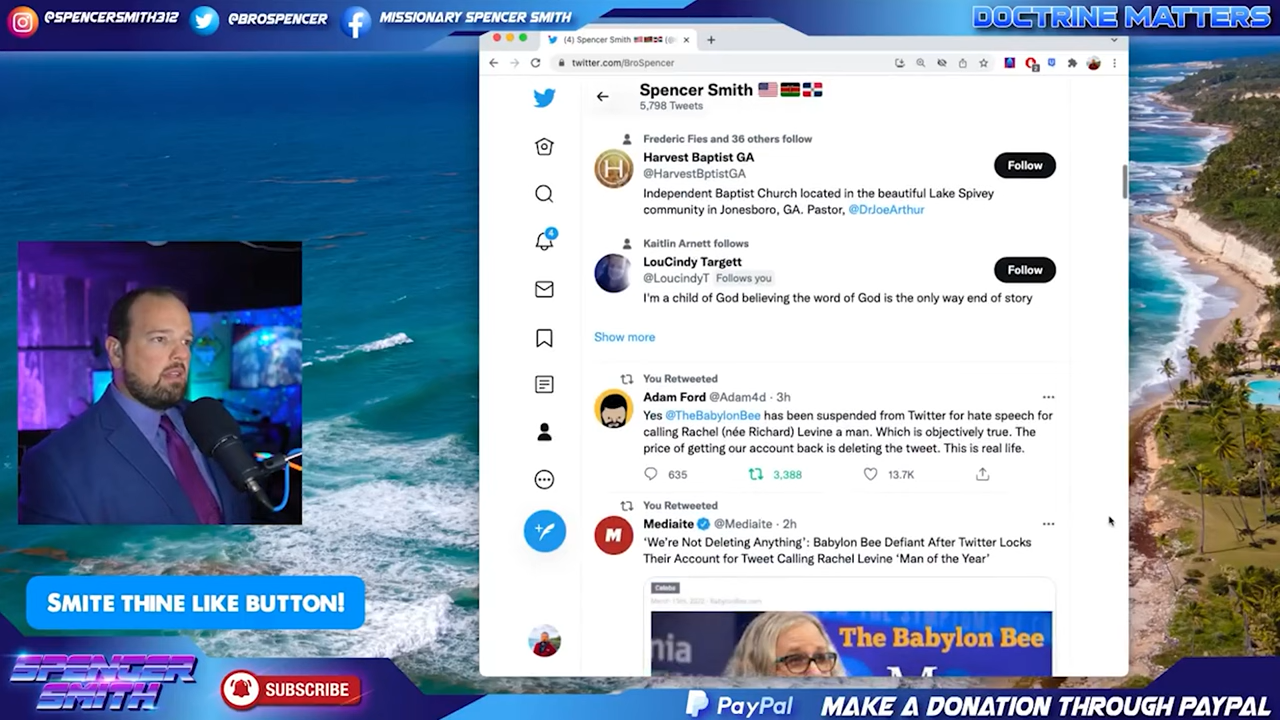 @SPENCERSMITH312
@BROSPENCER
MISSIONARY SPENCER SMITH
DOCTRINE MATTERS
(4) Spencer Smith
twitter.com/BroSpencer
Spencer Smith
5,798 Tweets
Frederic Fies and 36 others follow
Harvest Baptist GA
@HarvestBptistGA
Follow
Independent Baptist Church located in the beautiful Lake Spivey
community in Jonesboro, GA. Pastor, @DrJoeArthur
4
Kaitlin Arnett follows
LouCindy Targett
@LoucindyT Follows you
Follow
I'm a child of God believing the word of God is the only way end of story
Show more
You Retweeted
Adam Ford @Adam4d · 3h
Yes @TheBabylonBee has been suspended from Twitter for hate speech for
calling Rachel (née Richard) Levine a man. Which is objectively true. The
price of getting our account back is deleting the tweet. This is real life.
635 3,388 13.7K
You Retweeted
Mediaite @Mediaite · 2h
M
'We're Not Deleting Anything': Babylon Bee Defiant After Twitter Locks
Their Account for Tweet Calling Rachel Levine 'Man of the Year'
Celebs
The Babylon Bee
SMITE THINE LIKE BUTTON!
SPENCER
SMITH
SUBSCRIBE
PayPal
MAKE A DONATION THROUGH PAYPAL